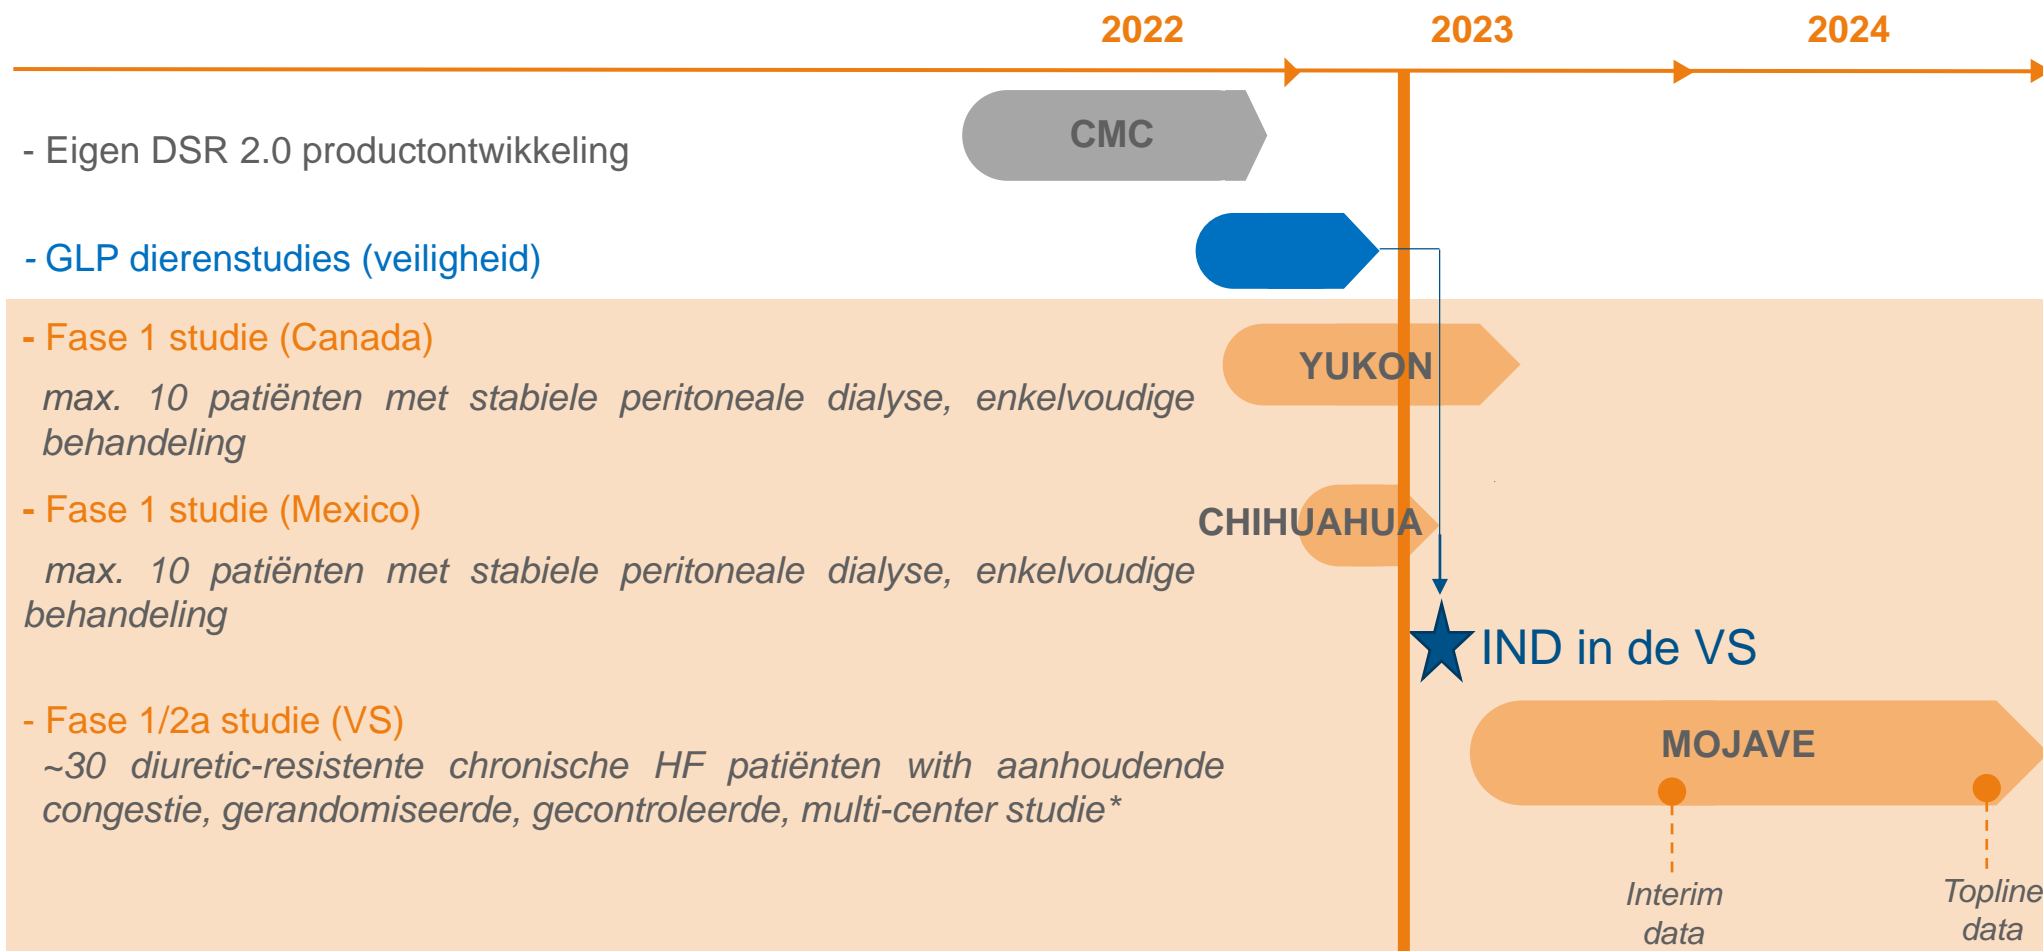 2022
2023
2024
- Eigen DSR 2.0 productontwikkeling
CMC
- GLP dierenstudies (veiligheid)
- Fase 1 studie (Canada)
max. 10 patiënten met stabiele peritoneale dialyse, enkelvoudige
behandeling
YUKON
- Fase 1 studie (Mexico)
CHIHUAHUA
max. 10 patiënten met stabiele peritoneale dialyse, enkelvoudige
behandeling
IND in de VS
- Fase 1/2a studie (VS)
~30 diuretic-resistente chronische HF patiënten with aanhoudende
congestie, gerandomiseerde, gecontroleerde, multi-center studie*
MOJAVE
Interim
data
Topline
data